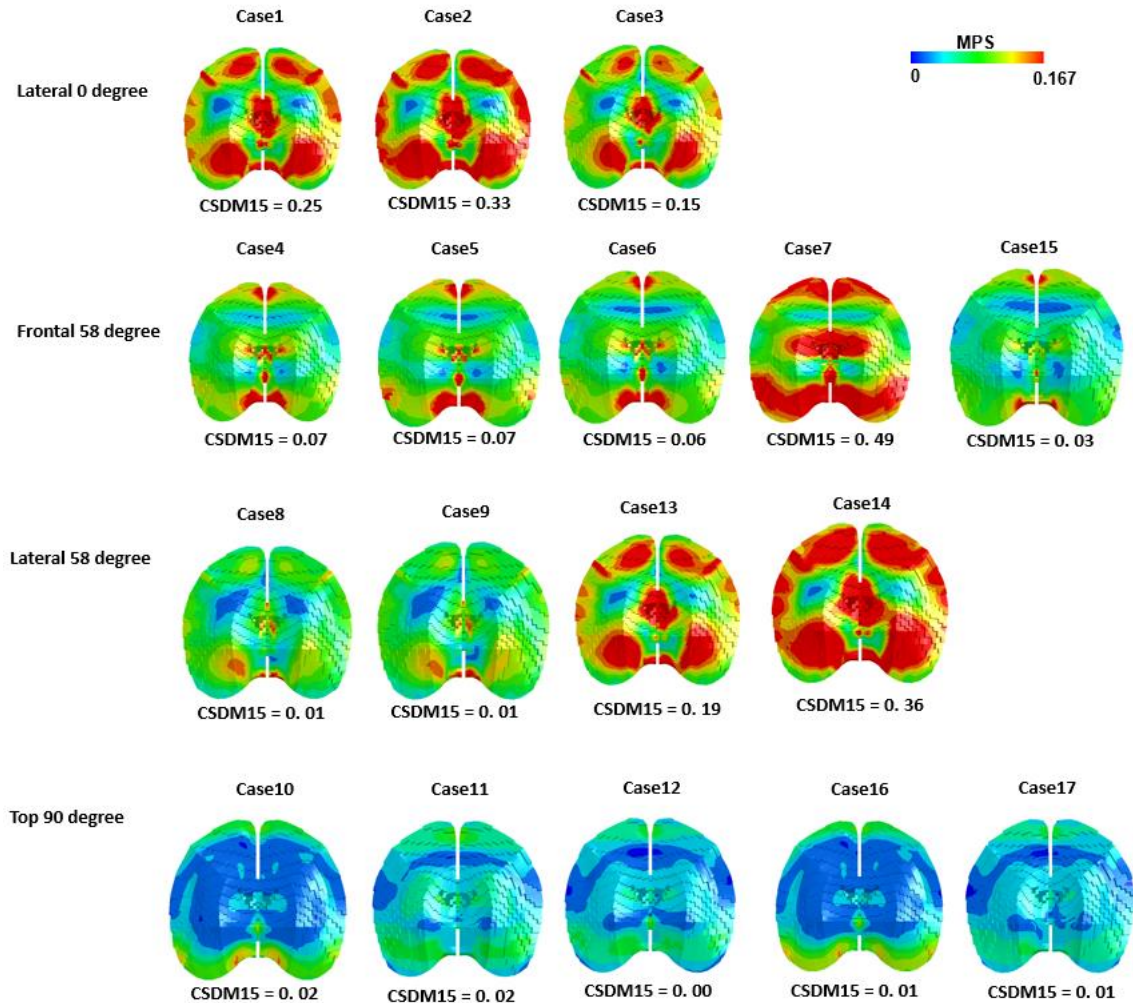 Case1 Case2 Case3
MPS
0 0.167
Lateral 0 degree
CSDM15 = 0.25 CSDM15 = 0.33 CSDM15 = 0.15
Case4 Case5 Case6 Case7 Case15
Frontal 58 degree
CSDM15 = 0.07 CSDM15 = 0.07 CSDM15 = 0.06 CSDM15 = 0. 49 CSDM15 = 0. 03
Case8 Case9 Case13 Case14
Lateral 58 degree
CSDM15 = 0. 01 CSDM15 = 0. 01 CSDM15 = 0. 19 CSDM15 = 0. 36
Case10 Case11 Case12 Case16 Case17
Top 90 degree
CSDM15 = 0. 02 CSDM15 = 0. 02 CSDM15 = 0. 00 CSDM15 = 0. 01 CSDM15 = 0. 01